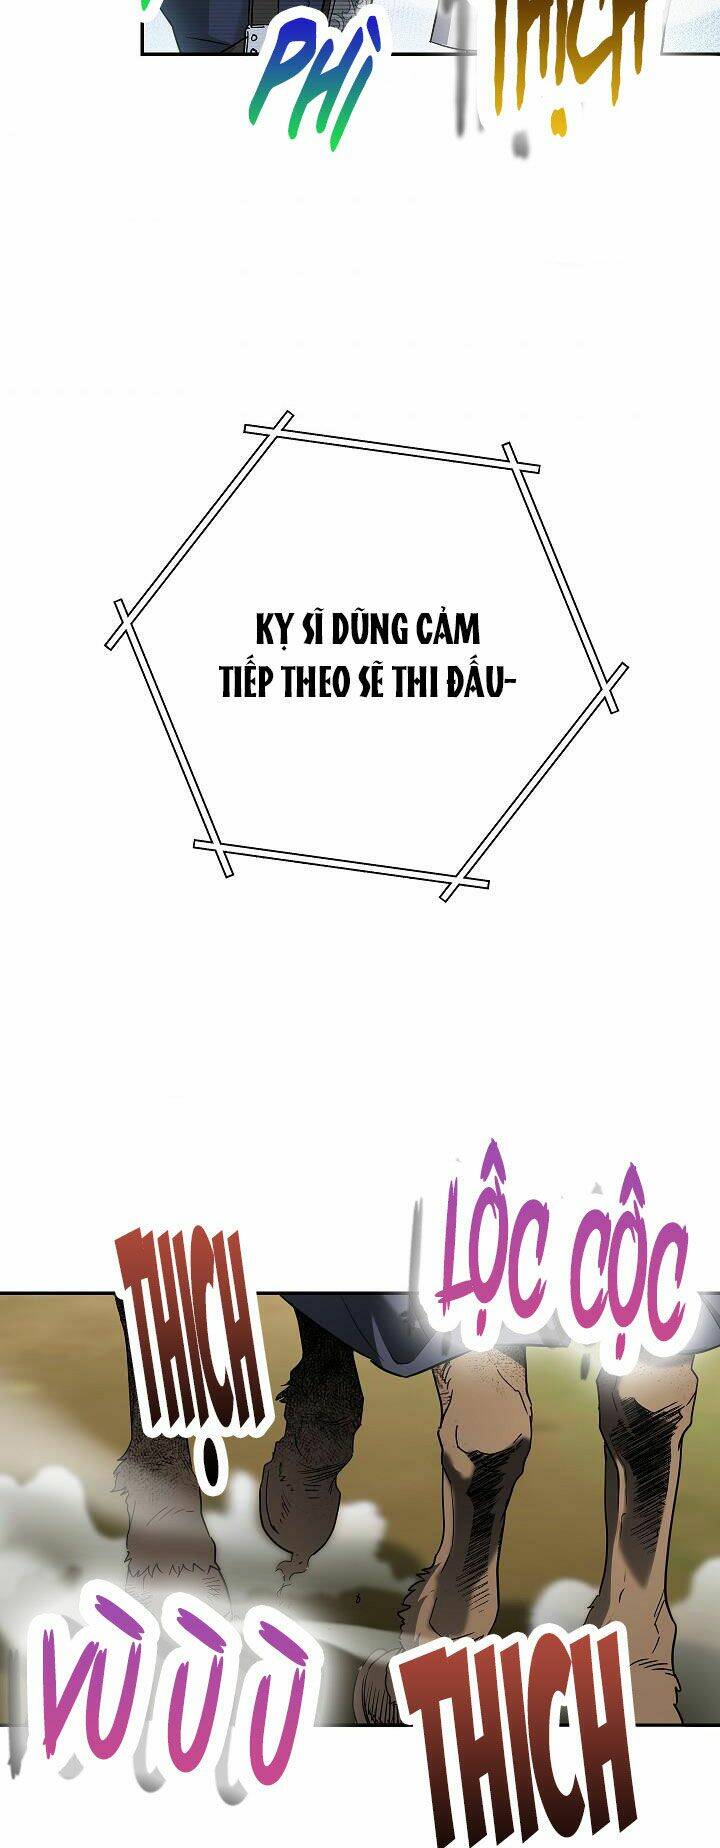 PHÌ
THỊCH
KỴ SĨ DŨNG CẢM
TIẾP THEO SẼ THI ĐẤU-
LỘC CỘC
THỊCH
VÙ Ù Ù
THỊCH